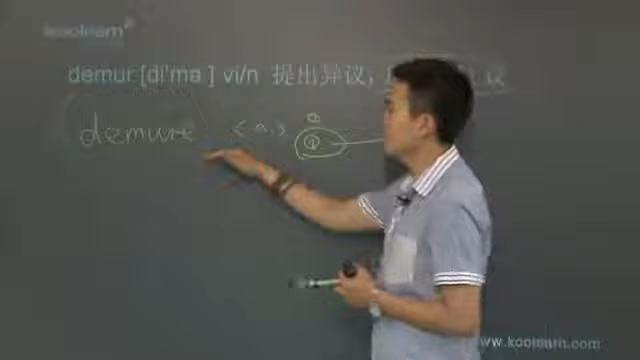 koolearn
demur [di'mə] vi/n 提出异议，
demure < a.)
www.koolearn.com